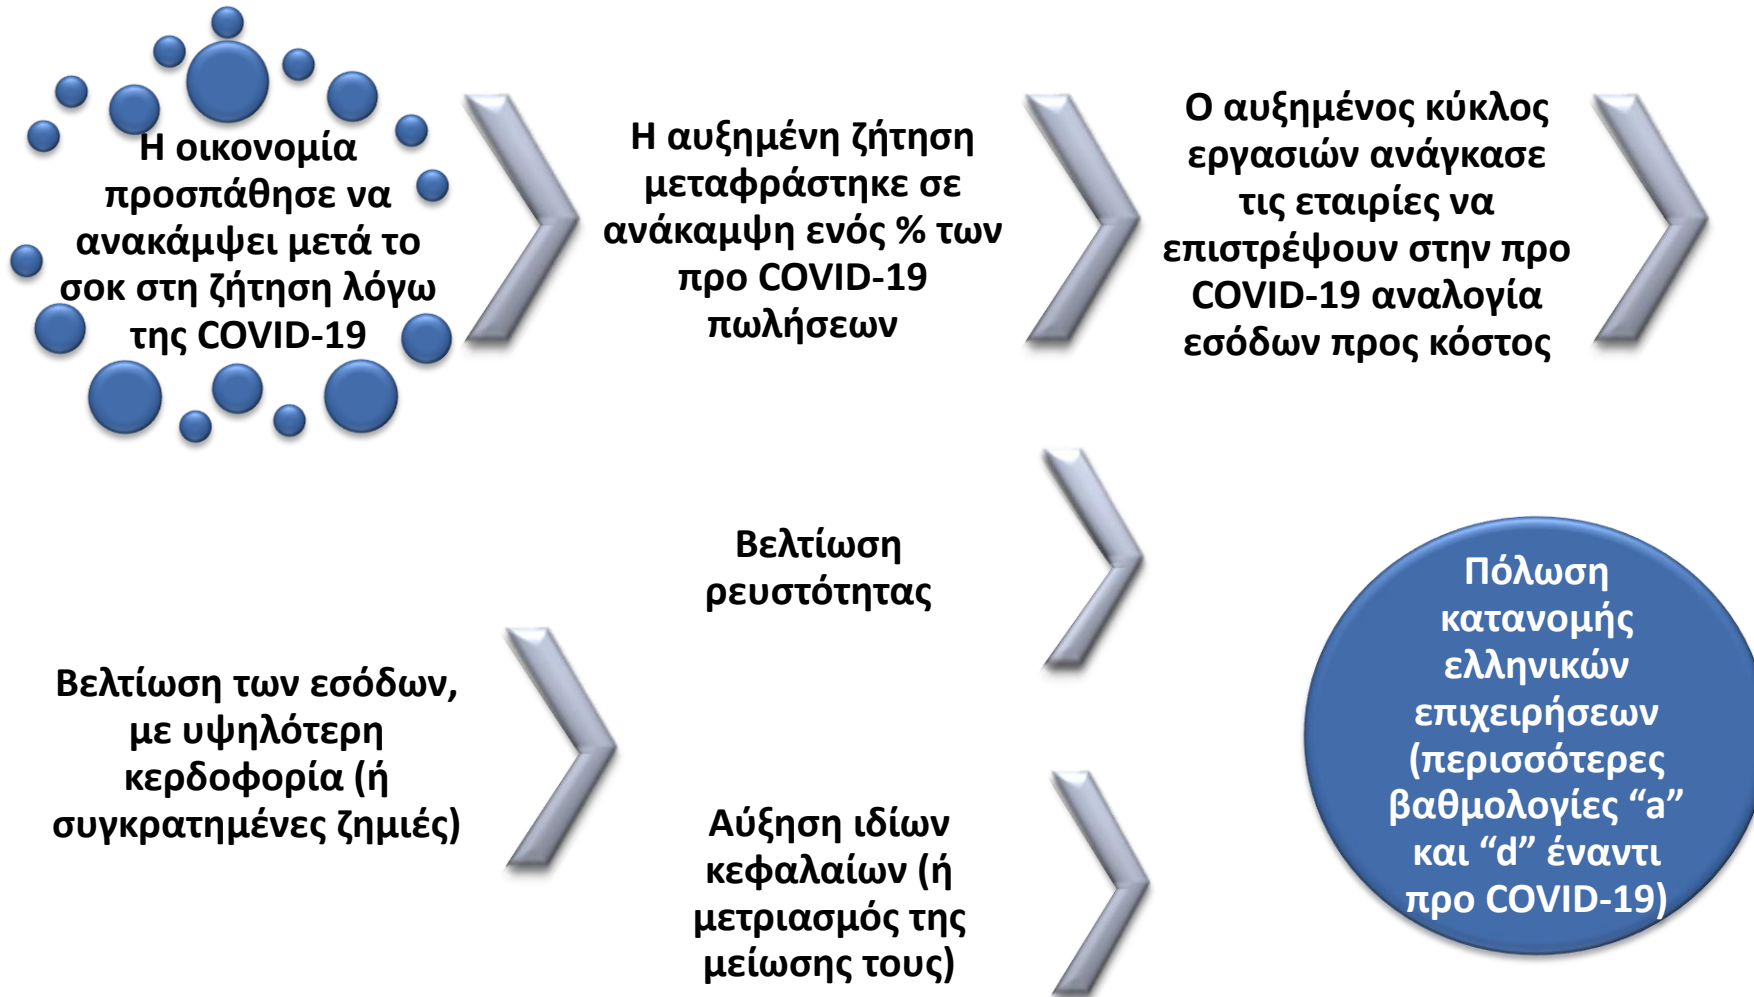 Η οικονομία
προσπάθησε να
ανακάμψει μετά το
σοκ στη ζήτηση λόγω
της COVID-19
Η αυξημένη ζήτηση
μεταφράστηκε σε
ανάκαμψη ενός % των
προ COVID-19
πωλήσεων
Ο αυξημένος κύκλος
εργασιών ανάγκασε
τις εταιρίες να
επιστρέψουν στην προ
COVID-19 αναλογία
εσόδων προς κόστος
Βελτίωση των εσόδων,
με υψηλότερη
κερδοφορία (ή
συγκρατημένες ζημιές)
Βελτίωση
ρευστότητας
Αύξηση ιδίων
κεφαλαίων (ή
μετριασμός της
μείωσης τους)
Πόλωση
κατανομής
ελληνικών
επιχειρήσεων
(περισσότερες
βαθμολογίες “a”
και “d” έναντι
προ COVID-19)